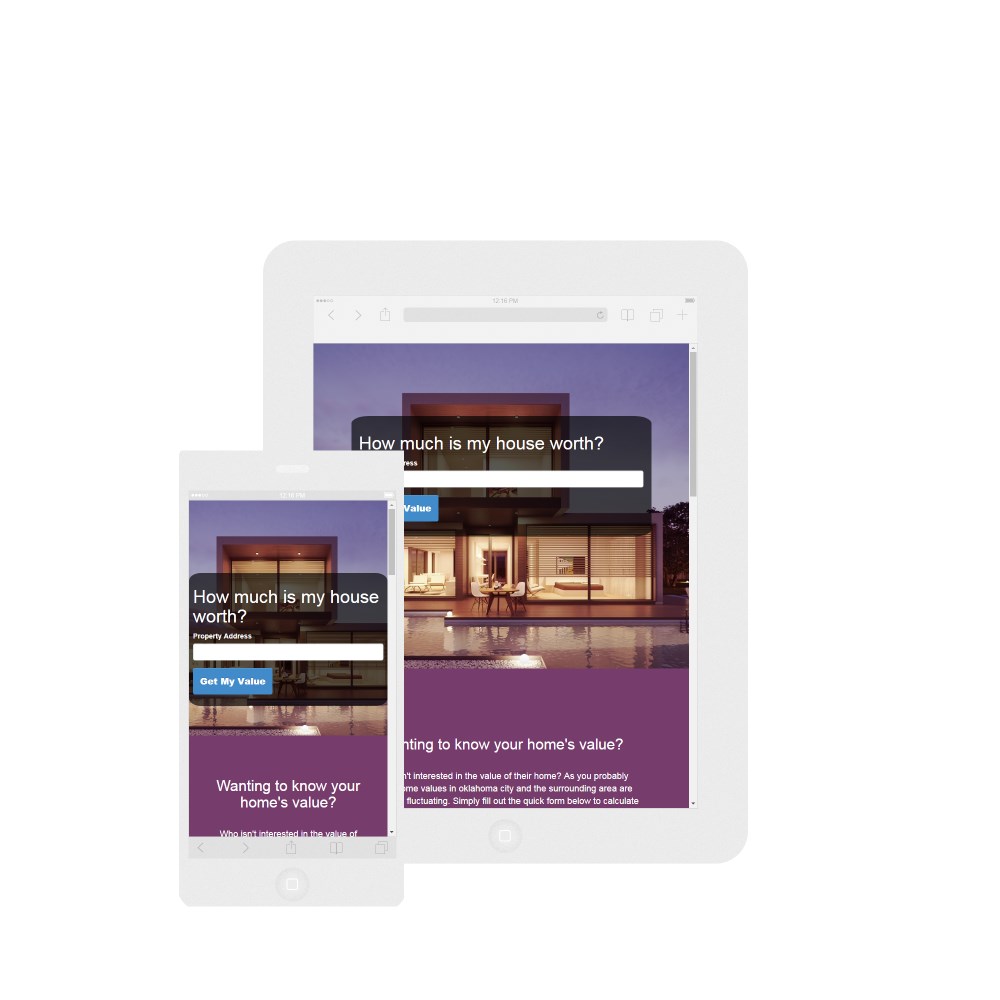 12:16 PM
How much is my house worth?
ress
Value
nting to know your home's value?
n't interested in the value of their home? As you probably
ome values in oklahoma city and the surrounding area are
fluctuating. Simply fill out the quick form below to calculate
12:16 PM
How much is my house
worth?
Property Address
Get My Value
Wanting to know your
home's value?
Who isn't interested in the value of